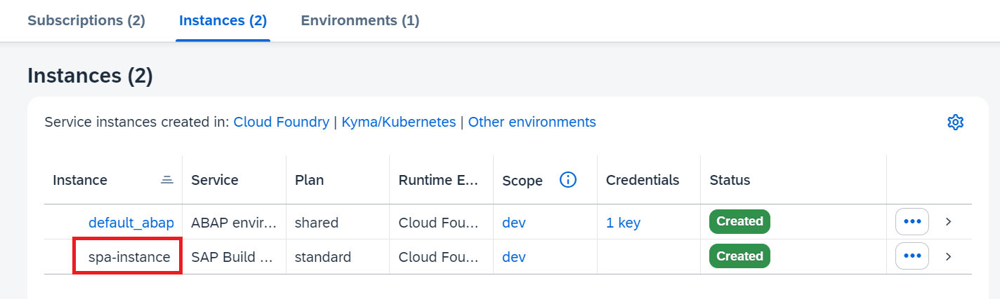 Subscriptions (2) Instances (2) Environments (1)
Instances (2)
Service instances created in: Cloud Foundry | Kyma/Kubernetes | Other environments
Instance Service Plan Runtime E... Scope Credentials Status
default_abap ABAP envir... shared Cloud Fou... dev 1 key Created
spa-instance SAP Build ... standard Cloud Fou... dev Created